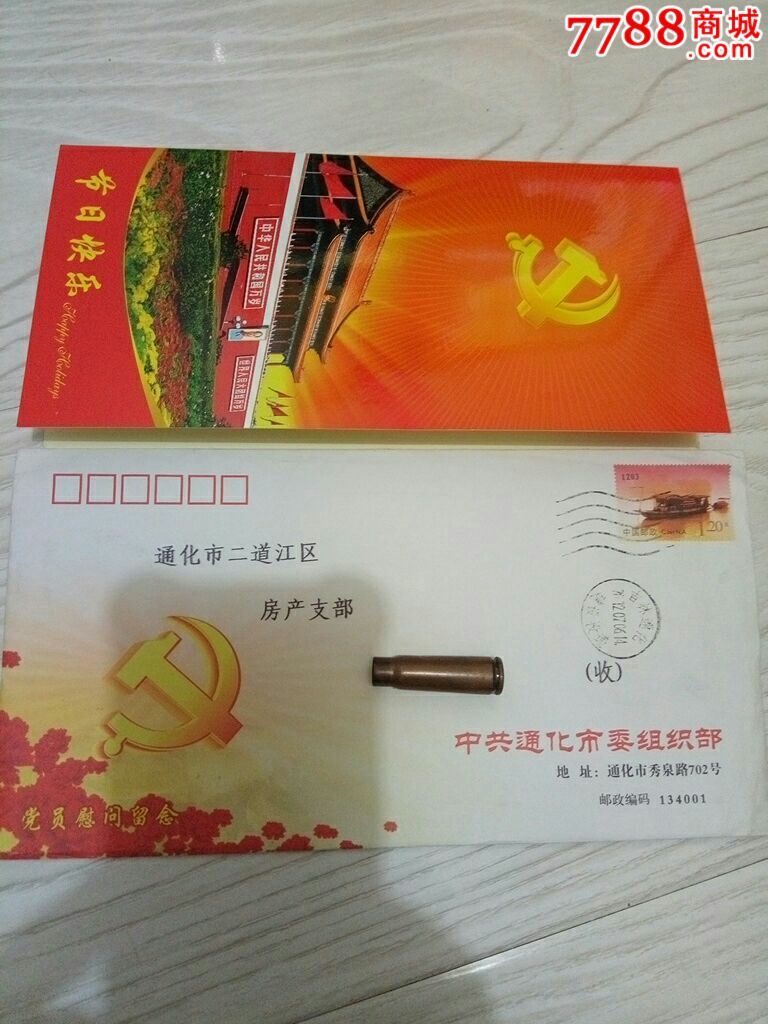 7788商城
.com
节日快乐
Happy Holidays
中华人民共和国万岁
世界人民大团结万岁
1203
中国邮政 CHINA
1.20元
通化市二道江区
房产支部
(收)
中共通化市委组织部
地 址：通化市秀泉路702号
邮政编码 134001
党员慰问留念